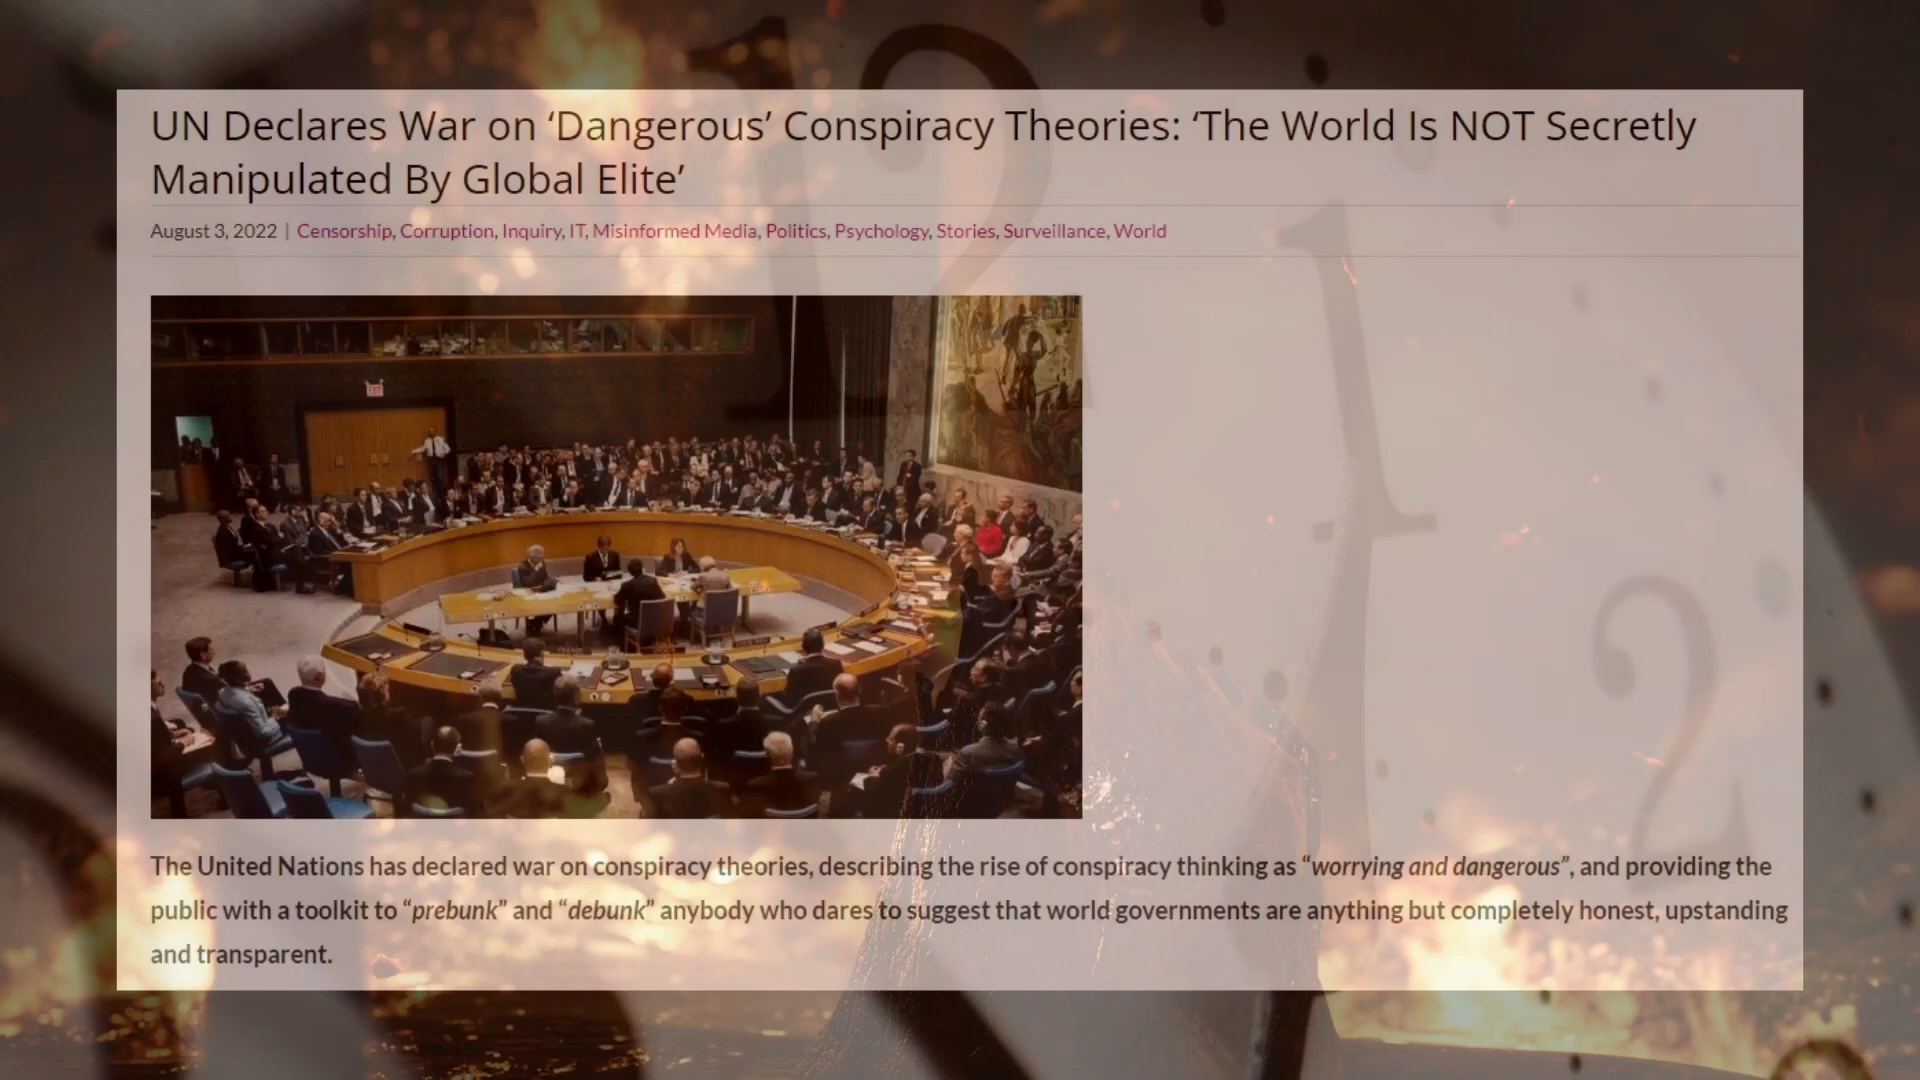 UN Declares War on ‘Dangerous’ Conspiracy Theories: ‘The World Is NOT Secretly
Manipulated By Global Elite’
August 3, 2022 | Censorship, Corruption, Inquiry, IT, Misinformed Media, Politics, Psychology, Stories, Surveillance, World
12
1
2
The United Nations has declared war on conspiracy theories, describing the rise of conspiracy thinking as “worrying and dangerous”, and providing the
public with a toolkit to “prebunk” and “debunk” anybody who dares to suggest that world governments are anything but completely honest, upstanding
and transparent.